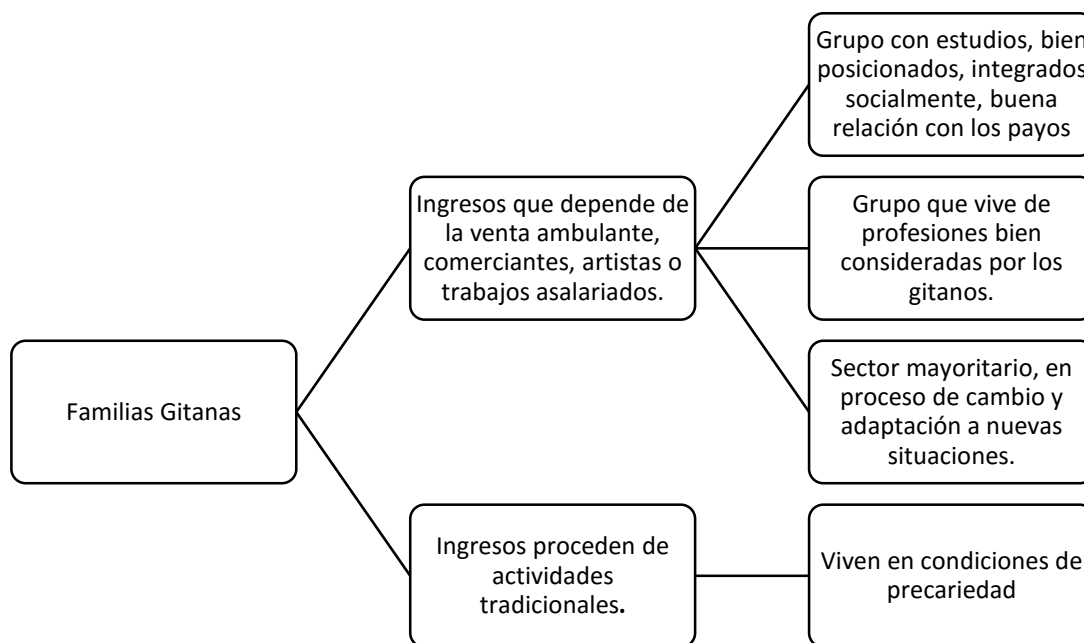 Familias Gitanas
Ingresos que depende de
la venta ambulante,
comerciantes, artistas o
trabajos asalariados.
Grupo con estudios, bien
posicionados, integrados
socialmente, buena
relación con los payos
Grupo que vive de
profesiones bien
consideradas por los
gitanos.
Sector mayoritario, en
proceso de cambio y
adaptación a nuevas
situaciones.
Ingresos proceden de
actividades
tradicionales.
Viven en condiciones de
precariedad